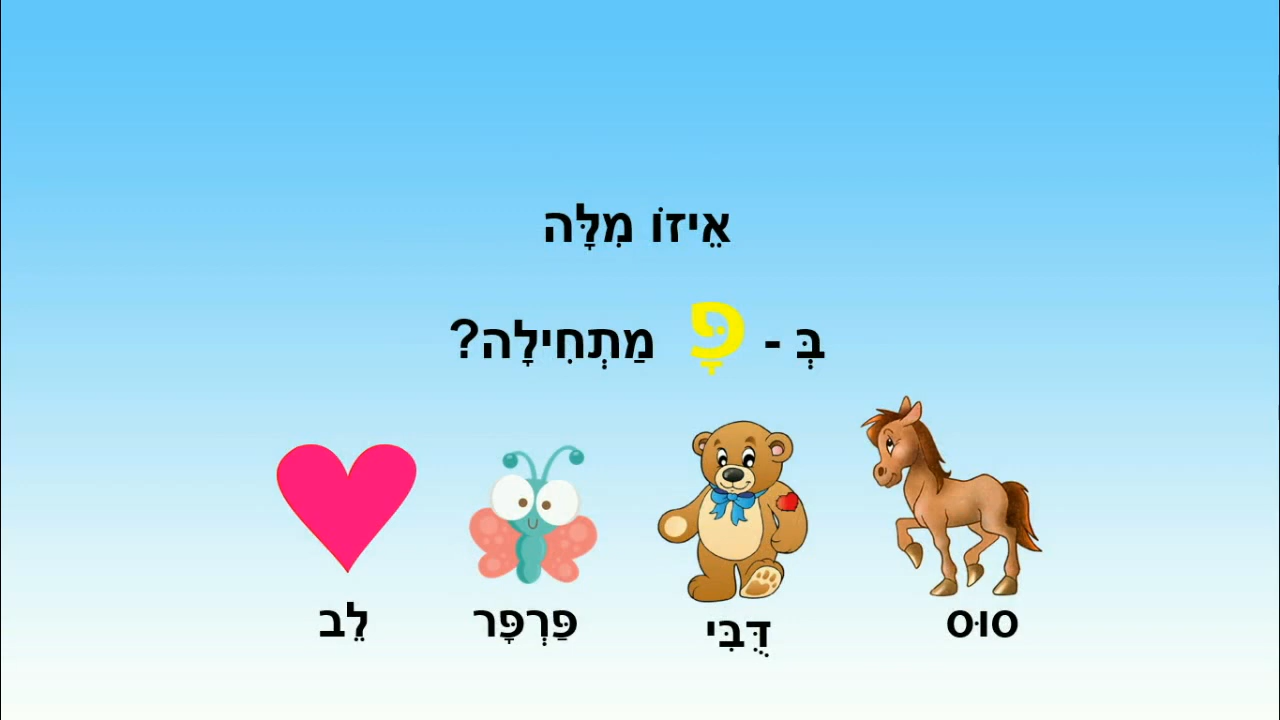 אֵיזוֹ מִלָּה
בְּ - פָּ מַתְחִילָה?
סוּס
דֻּבִּי
פַּרְפָּר
לֵב